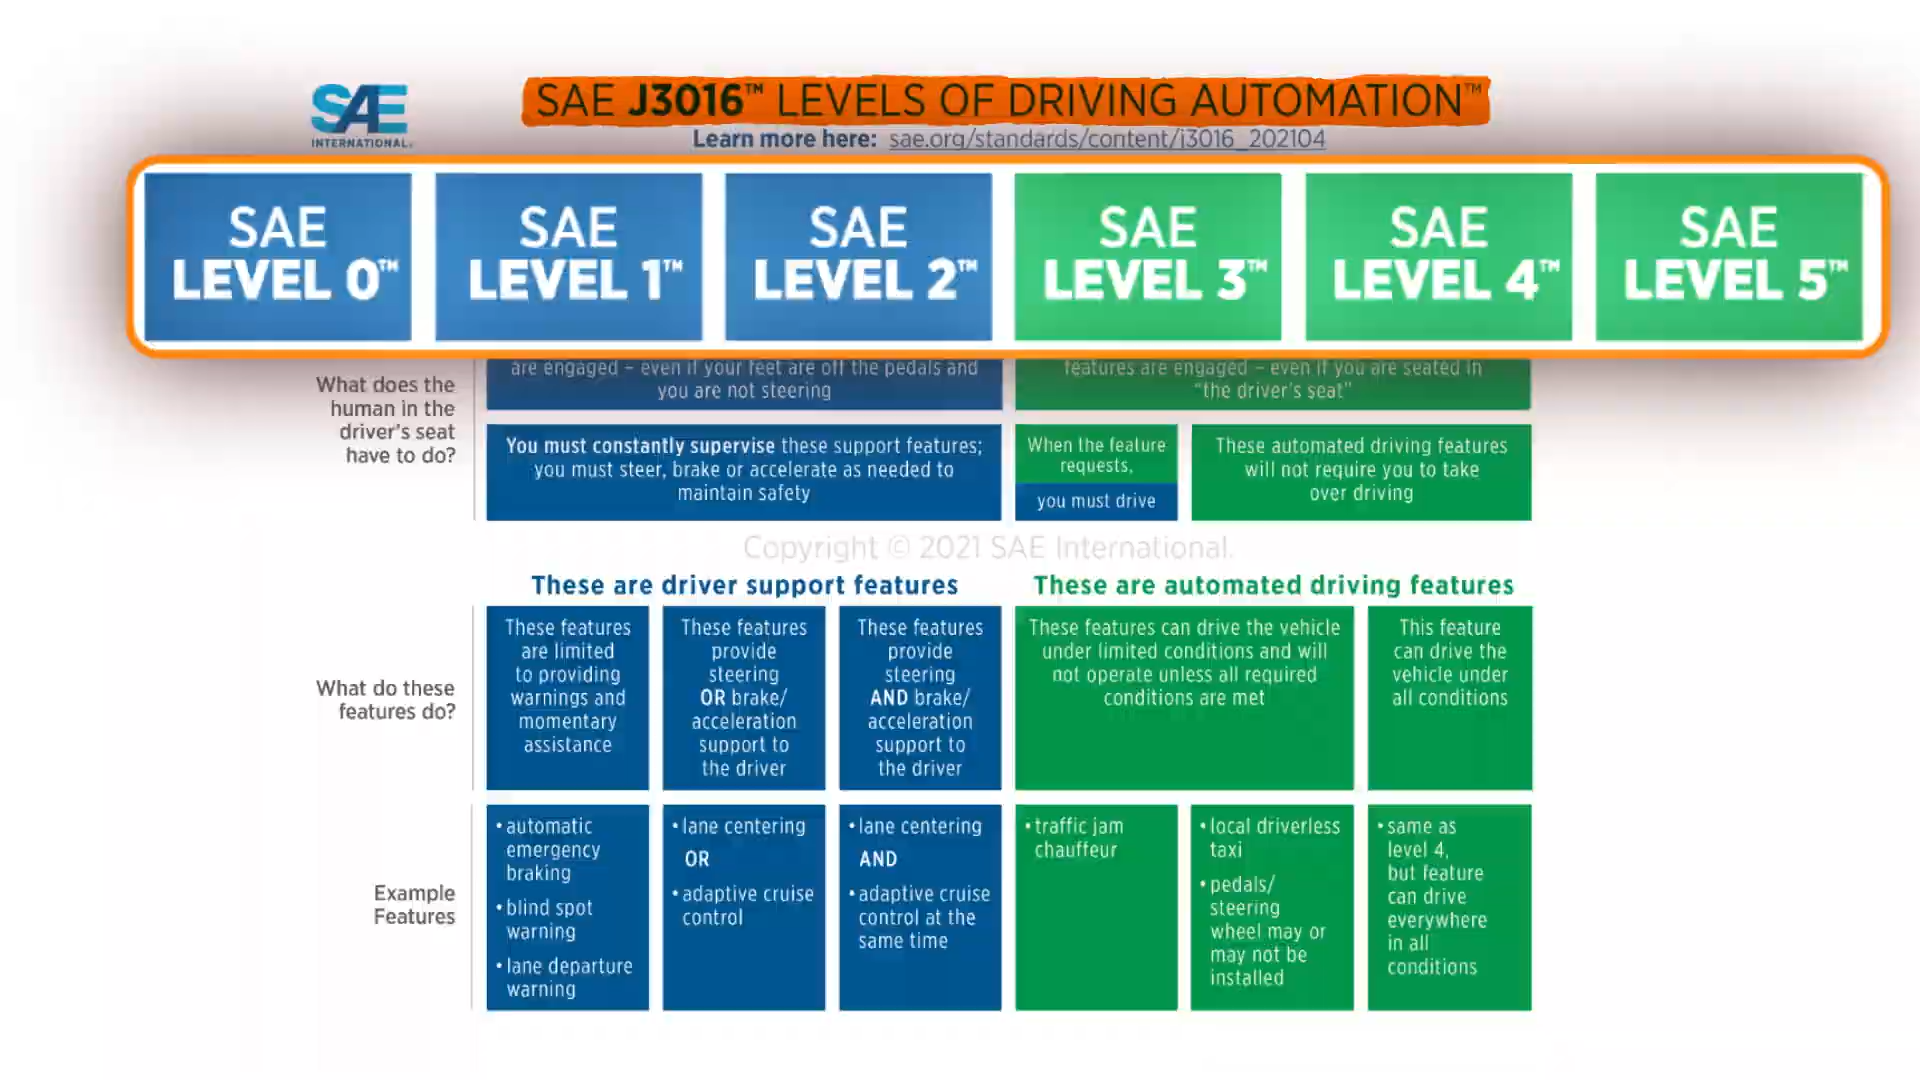 SAE
INTERNATIONAL.
SAE J3016™ LEVELS OF DRIVING AUTOMATION™
Learn more here: sae.org/standards/content/j3016_202104
SAE
LEVEL 0™
SAE
LEVEL 1™
SAE
LEVEL 2™
SAE
LEVEL 3™
SAE
LEVEL 4™
SAE
LEVEL 5™
What does the
human in the
driver's seat
have to do?
are engaged – even if your feet are off the pedals and
you are not steering
features are engaged – even if you are seated in
"the driver's seat"
You must constantly supervise these support features;
you must steer, brake or accelerate as needed to
maintain safety
When the feature
requests,
you must drive
These automated driving features
will not require you to take
over driving
Copyright © 2021 SAE International.
These are driver support features
These are automated driving features
What do these
features do?
These features
are limited
to providing
warnings and
momentary
assistance
These features
provide
steering
OR brake/
acceleration
support to
the driver
These features
provide
steering
AND brake/
acceleration
support to
the driver
These features can drive the vehicle
under limited conditions and will
not operate unless all required
conditions are met
This feature
can drive the
vehicle under
all conditions
Example
Features
• automatic
emergency
braking
• blind spot
warning
• lane departure
warning
• lane centering
OR
• adaptive cruise
control
• lane centering
AND
• adaptive cruise
control at the
same time
• traffic jam
chauffeur
• local driverless
taxi
• pedals/
steering
wheel may or
may not be
installed
• same as
level 4,
but feature
can drive
everywhere
in all
conditions